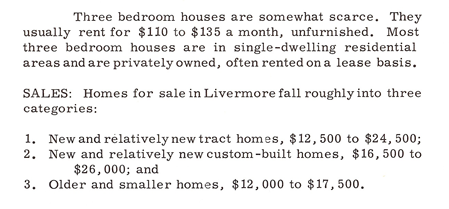 Three bedroom houses are somewhat scarce. They
usually rent for $110 to $135 a month, unfurnished. Most
three bedroom houses are in single-dwelling residential
areas and are privately owned, often rented on a lease basis.
SALES: Homes for sale in Livermore fall roughly into three
categories:
1. New and relatively new tract homes, $12,500 to $24,500;
2. New and relatively new custom-built homes, $16,500 to
$26,000; and
3. Older and smaller homes, $12,000 to $17,500.